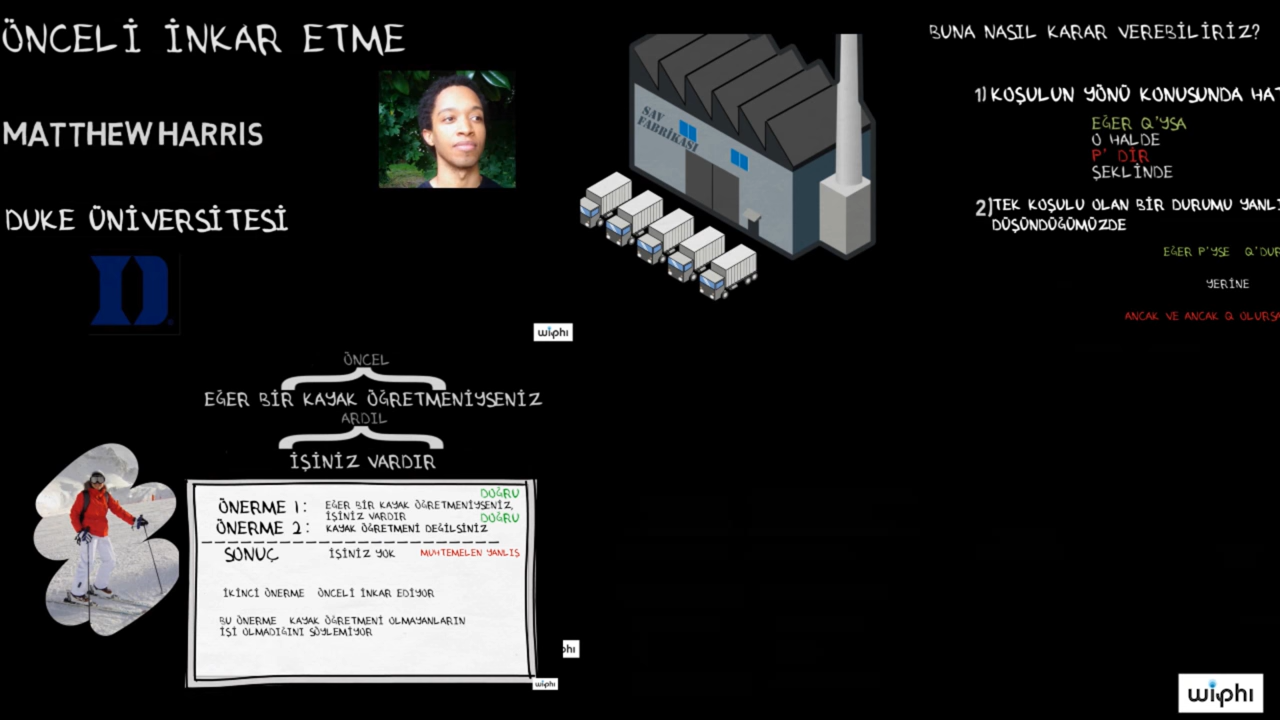 ÖNCELİ İNKAR ETME
MATTHEW HARRIS
DUKE ÜNİVERSİTESİ
D
wiphi
SAV
FABRİKASI
BUNA NASIL KARAR VEREBİLİRİZ?
1) KOŞULUN YÖNÜ KONUSUNDA
EĞER Q'YSA
O HALDE
P' DİR
ŞEKLİNDE
2) TEK KOŞULU OLAN BİR DURUMU
DÜŞÜNDÜĞÜMÜZDE
EĞER P'YSE Q'DUR
YERİNE
ANCAK VE ANCAK Q OLURSA
ÖNCEL
EĞER BİR KAYAK ÖĞRETMENİYSENİZ
ARDIL
İŞİNİZ VARDIR
DOĞRU
ÖNERME 1: EĞER BİR KAYAK ÖĞRETMENİYSENİZ,
İŞİNİZ VARDIR DOĞRU
ÖNERME 2: KAYAK ÖĞRETMENİ DEĞİLSİNİZ
SONUÇ İŞİNİZ YOK MUHTEMELEN YANLIŞ
İKİNCİ ÖNERME ÖNCELİ İNKAR EDİYOR
BU ÖNERME KAYAK ÖĞRETMENİ OLMAYANLARIN
İŞİ OLMADIĞINI SÖYLEMİYOR
phi
wiphi
wiphi